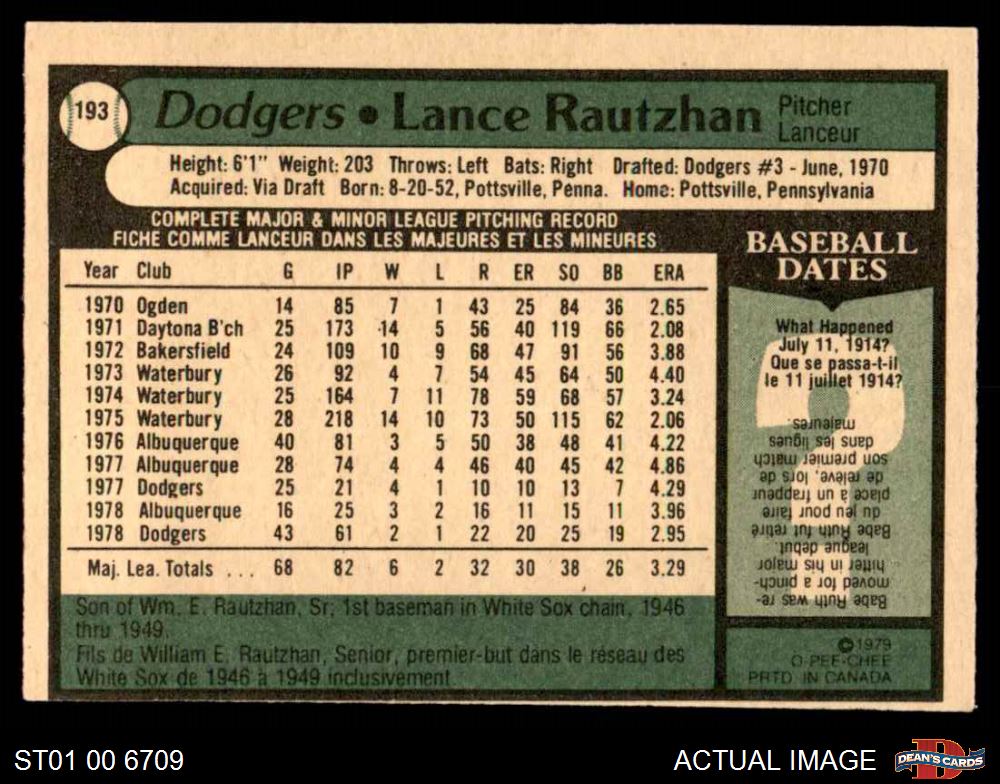 193
Dodgers • Lance Rautzhan
Pitcher
Lanceur
Height: 6'1" Weight: 203 Throws: Left Bats: Right Drafted: Dodgers #3 - June, 1970
Acquired: Via Draft Born: 8-20-52, Pottsville, Penna. Home: Pottsville, Pennsylvania
COMPLETE MAJOR & MINOR LEAGUE PITCHING RECORD
FICHE COMME LANCEUR DANS LES MAJEURES ET LES MINEURES
Year Club G IP W L R ER SO BB ERA
1970 Ogden 14 85 7 1 43 25 84 36 2.65
1971 Daytona B'ch 25 173 14 5 56 40 119 66 2.08
1972 Bakersfield 24 109 10 9 68 47 91 56 3.88
1973 Waterbury 26 92 4 7 54 45 64 50 4.40
1974 Waterbury 25 164 7 11 78 59 68 57 3.24
1975 Waterbury 28 218 14 10 73 50 115 62 2.06
1976 Albuquerque 40 81 3 5 50 38 48 41 4.22
1977 Albuquerque 28 74 4 4 46 40 45 42 4.86
1977 Dodgers 25 21 4 1 10 10 13 7 4.29
1978 Albuquerque 16 25 3 2 16 11 15 11 3.96
1978 Dodgers 43 61 2 1 22 20 25 19 2.95
Maj. Lea. Totals ... 68 82 6 2 32 30 38 26 3.29
Son of Wm. E. Rautzhan, Sr; 1st baseman in White Sox chain, 1946
thru 1949.
Fils de William E. Rautzhan, Senior, premier-but dans le réseau des
White Sox de 1946 à 1949 inclusivement.
BASEBALL
DATES
What Happened
July 11, 1914?
Que se passa-t-il
le 11 juillet 1914?
Babe Ruth was re-
moved for a pinch-
hitter in his major
league debut.
Babe Ruth fut retiré
du jeu pour faire
place à un frappeur
de relève, lors de
son premier match
dans les ligues
majeures.
©1979
O-PEE-CHEE
PRTD. IN CANADA
ST01 00 6709
ACTUAL IMAGE
D
DEAN'S CARDS